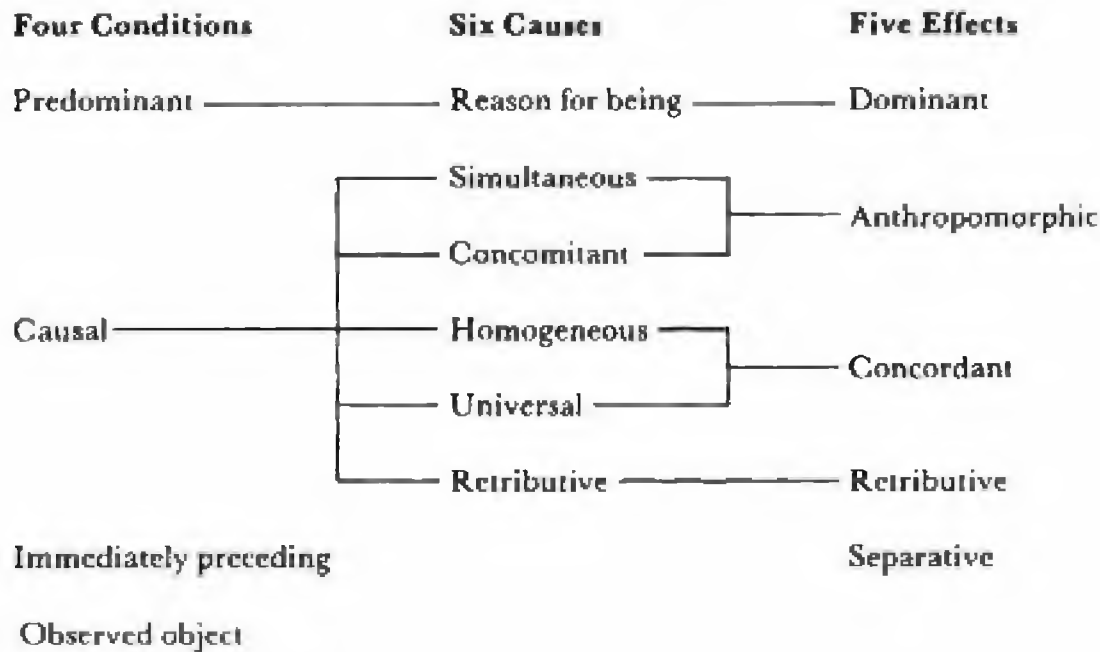 Four Conditions Six Causes Five Effects
Predominant Reason for being Dominant
Simultaneous
Anthropomorphic
Concomitant
Causal Homogeneous
Concordant
Universal
Retributive Retributive
Immediately preceding Separative
Observed object